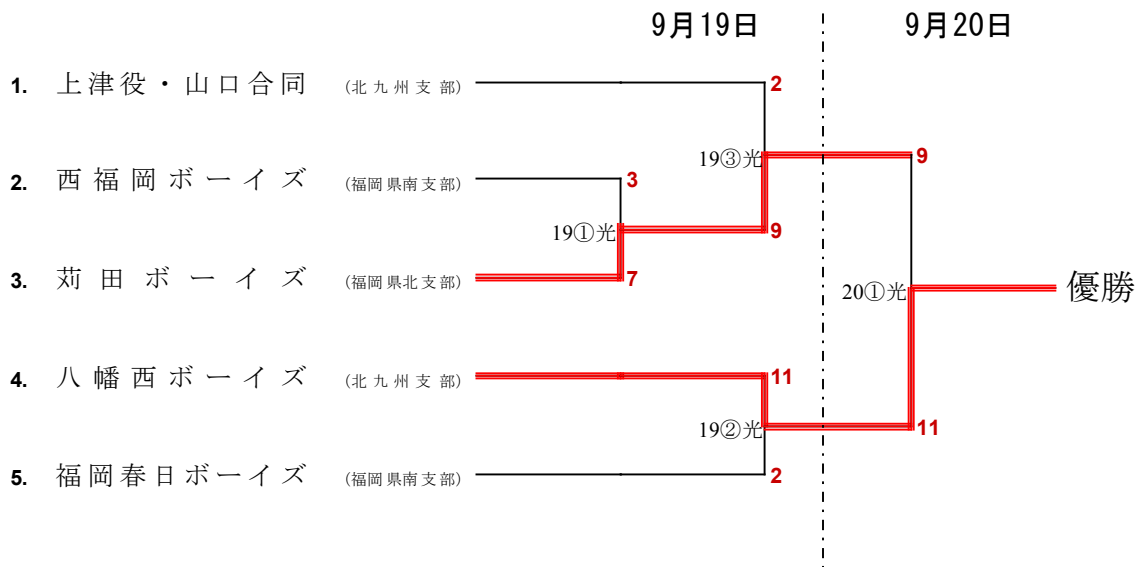 9月19日 9月20日
1. 上津役・山口合同 (北九州支部) 2
19③光 9
2. 西福岡ボーイズ (福岡県南支部) 3
19①光 9
3. 苅田ボーイズ (福岡県北支部) 7
20①光 優勝
4. 八幡西ボーイズ (北九州支部) 11
19②光 11
5. 福岡春日ボーイズ (福岡県南支部) 2